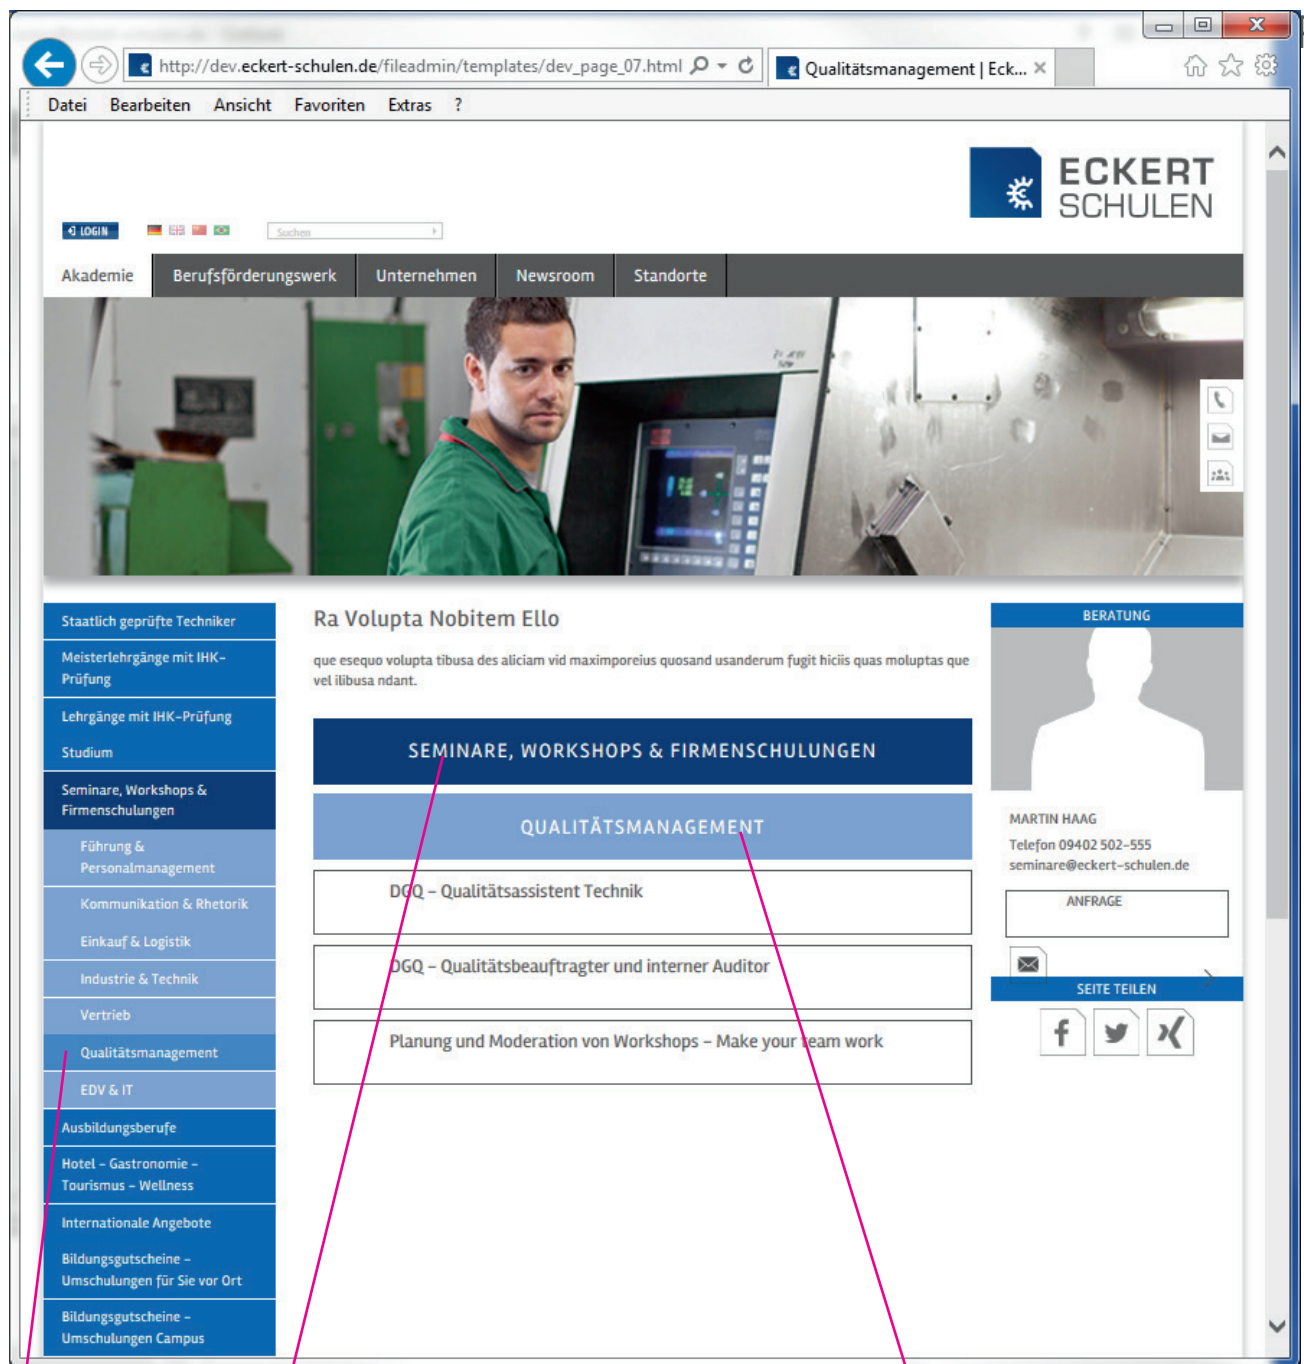 http://dev.eckert-schulen.de/fileadmin/templates/dev_page_07.html
Qualitätsmanagement | Eck...
Datei Bearbeiten Ansicht Favoriten Extras ?
ECKERT
SCHULEN
LOGIN
Suchen
Akademie Berufsförderungswerk Unternehmen Newsroom Standorte
Staatlich geprüfte Techniker
Meisterlehrgänge mit IHK-
Prüfung
Lehrgänge mit IHK-Prüfung
Studium
Seminare, Workshops &
Firmenschulungen
Führung &
Personalmanagement
Kommunikation & Rhetorik
Einkauf & Logistik
Industrie & Technik
Vertrieb
Qualitätsmanagement
EDV & IT
Ausbildungsberufe
Hotel – Gastronomie –
Tourismus – Wellness
Internationale Angebote
Bildungsgutscheine –
Umschulungen für Sie vor Ort
Bildungsgutscheine –
Umschulungen Campus
Ra Volupta Nobitem Ello
que esequo volupta tibusa des aliciam vid maximporeius quosand usanderum fugit hiciis quas moluptas que
vel ilibusa ndant.
SEMINARE, WORKSHOPS & FIRMENSCHULUNGEN
QUALITÄTSMANAGEMENT
DGQ – Qualitätsassistent Technik
DGQ – Qualitätsbeauftragter und interner Auditor
Planung und Moderation von Workshops – Make your team work
BERATUNG
MARTIN HAAG
Telefon 09402 502-555
seminare@eckert-schulen.de
ANFRAGE
SEITE TEILEN